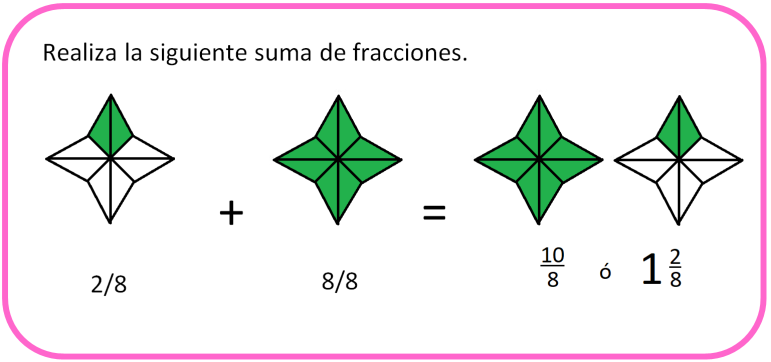 Realiza la siguiente suma de fracciones.
+ =
2/8 8/8 10/8 ó 1 2/8